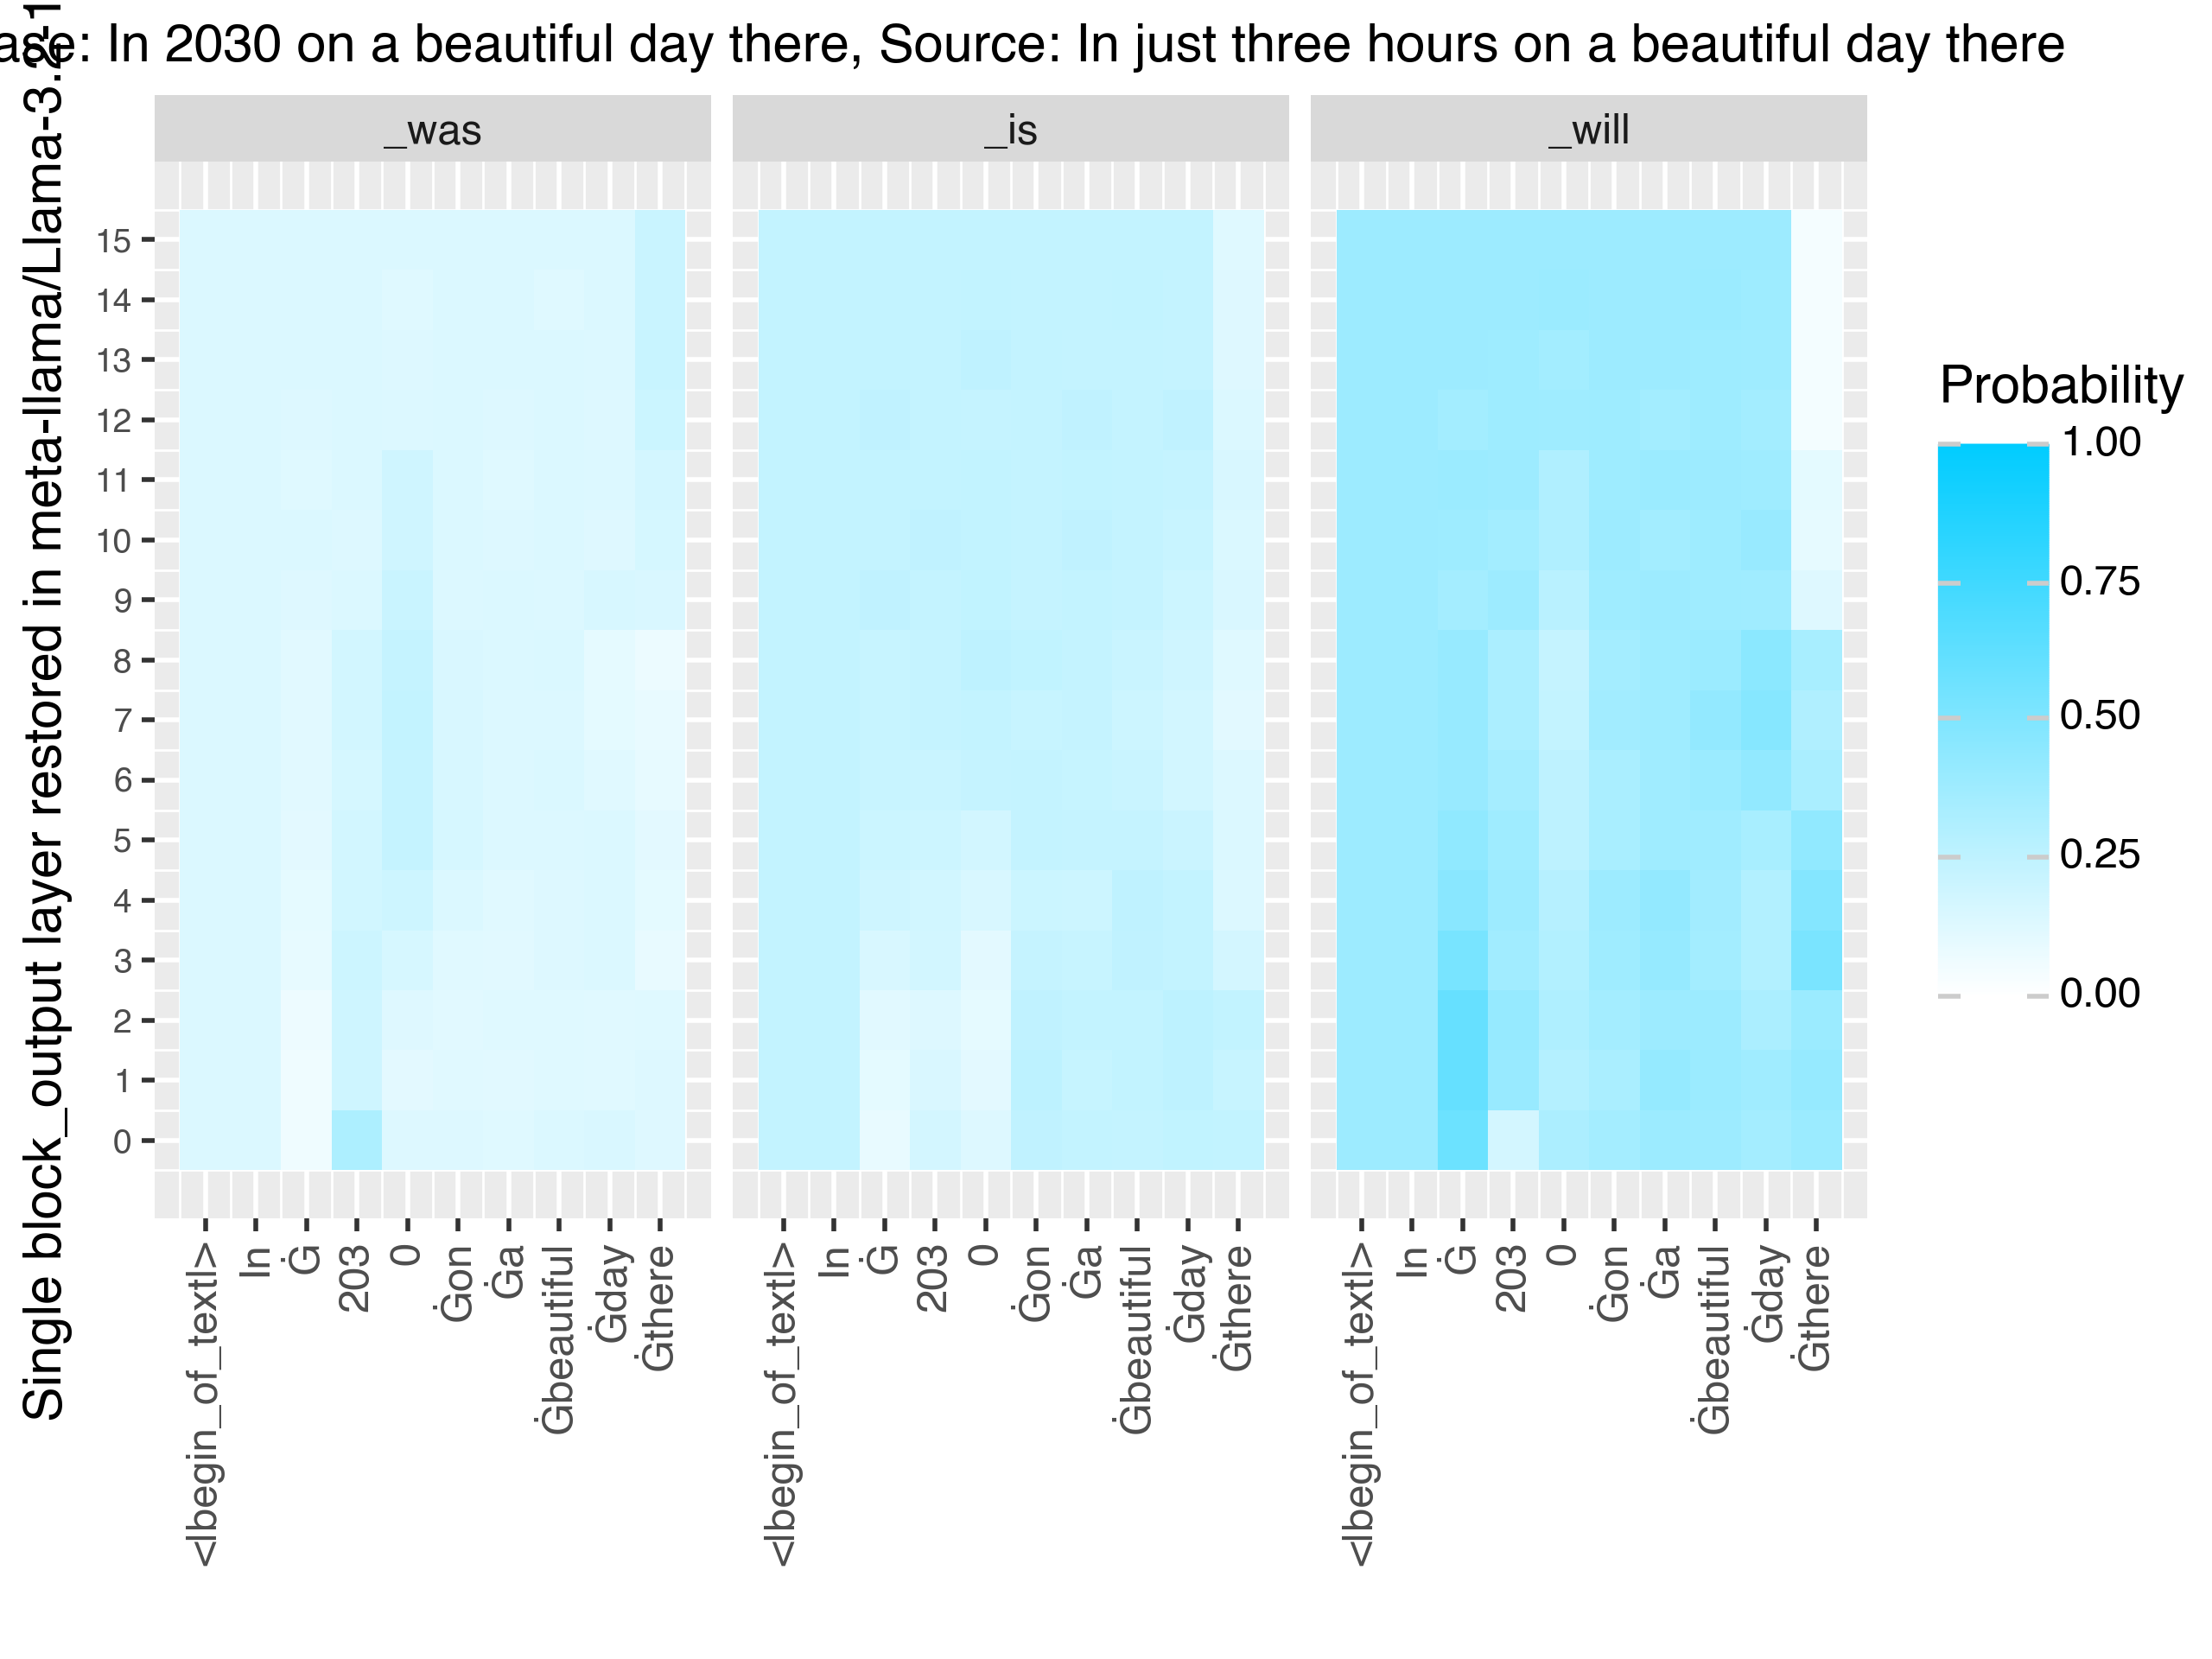 ase: In 2030 on a beautiful day there, Source: In just three hours on a beautiful day there
Single block_output layer restored in meta-llama/Llama-3.2-1
_was
_is
_will
15
14
13
12
11
10
9
8
7
6
5
4
3
2
1
0
<|begin_of_text|>
In
Ġ
203
0
Ġon
Ġa
Ġbeautiful
Ġday
Ġthere
<|begin_of_text|>
In
Ġ
203
0
Ġon
Ġa
Ġbeautiful
Ġday
Ġthere
<|begin_of_text|>
In
Ġ
203
0
Ġon
Ġa
Ġbeautiful
Ġday
Ġthere
Probability
1.00
0.75
0.50
0.25
0.00